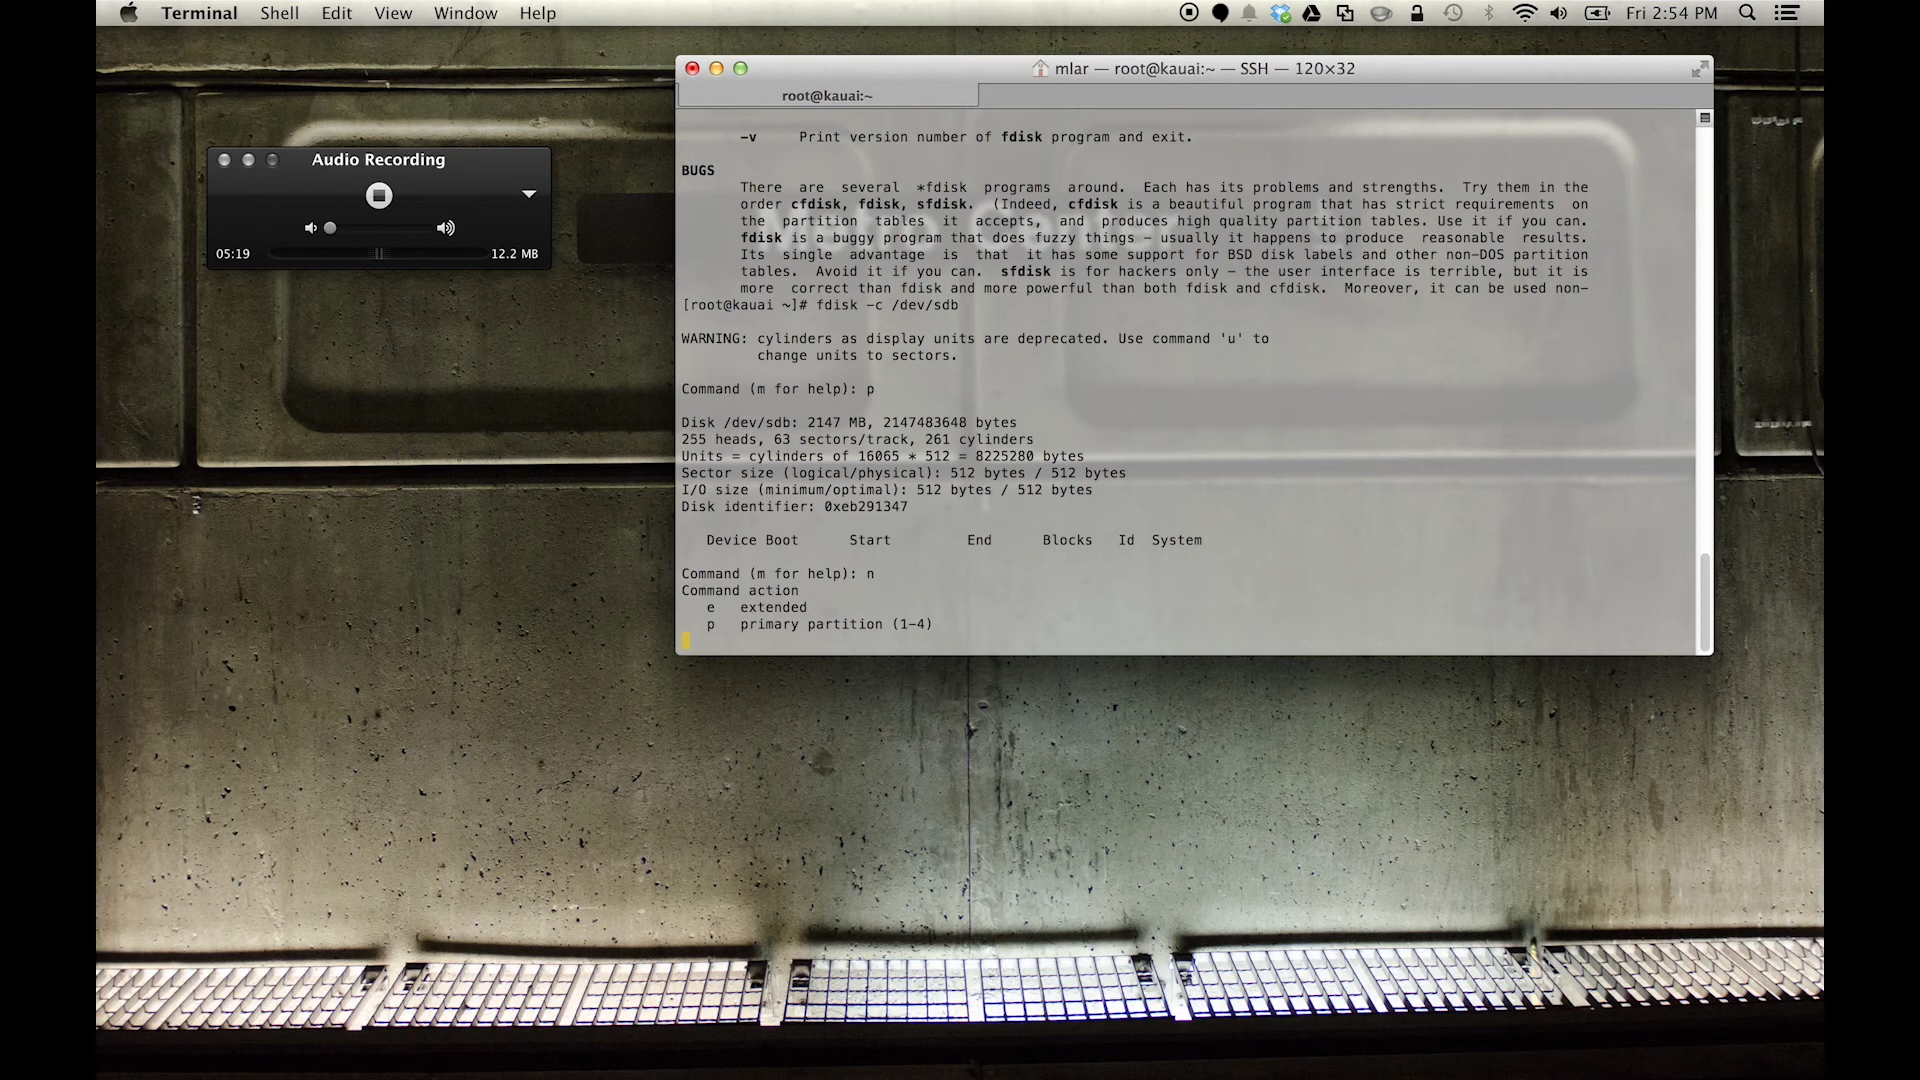 Terminal Shell Edit View Window Help Fri 2:54 PM
mlar — root@kauai:~ — SSH — 120×32
root@kauai:~
Audio Recording
05:19 12.2 MB
-v Print version number of fdisk program and exit.
BUGS
There are several *fdisk programs around. Each has its problems and strengths. Try them in the
order cfdisk, fdisk, sfdisk. (Indeed, cfdisk is a beautiful program that has strict requirements on
the partition tables it accepts, and produces high quality partition tables. Use it if you can.
fdisk is a buggy program that does fuzzy things - usually it happens to produce reasonable results.
Its single advantage is that it has some support for BSD disk labels and other non-DOS partition
tables. Avoid it if you can. sfdisk is for hackers only - the user interface is terrible, but it is
more correct than fdisk and more powerful than both fdisk and cfdisk. Moreover, it can be used non-
[root@kauai ~]# fdisk -c /dev/sdb
WARNING: cylinders as display units are deprecated. Use command 'u' to
change units to sectors.
Command (m for help): p
Disk /dev/sdb: 2147 MB, 2147483648 bytes
255 heads, 63 sectors/track, 261 cylinders
Units = cylinders of 16065 * 512 = 8225280 bytes
Sector size (logical/physical): 512 bytes / 512 bytes
I/O size (minimum/optimal): 512 bytes / 512 bytes
Disk identifier: 0xeb291347
Device Boot Start End Blocks Id System
Command (m for help): n
Command action
e extended
p primary partition (1-4)